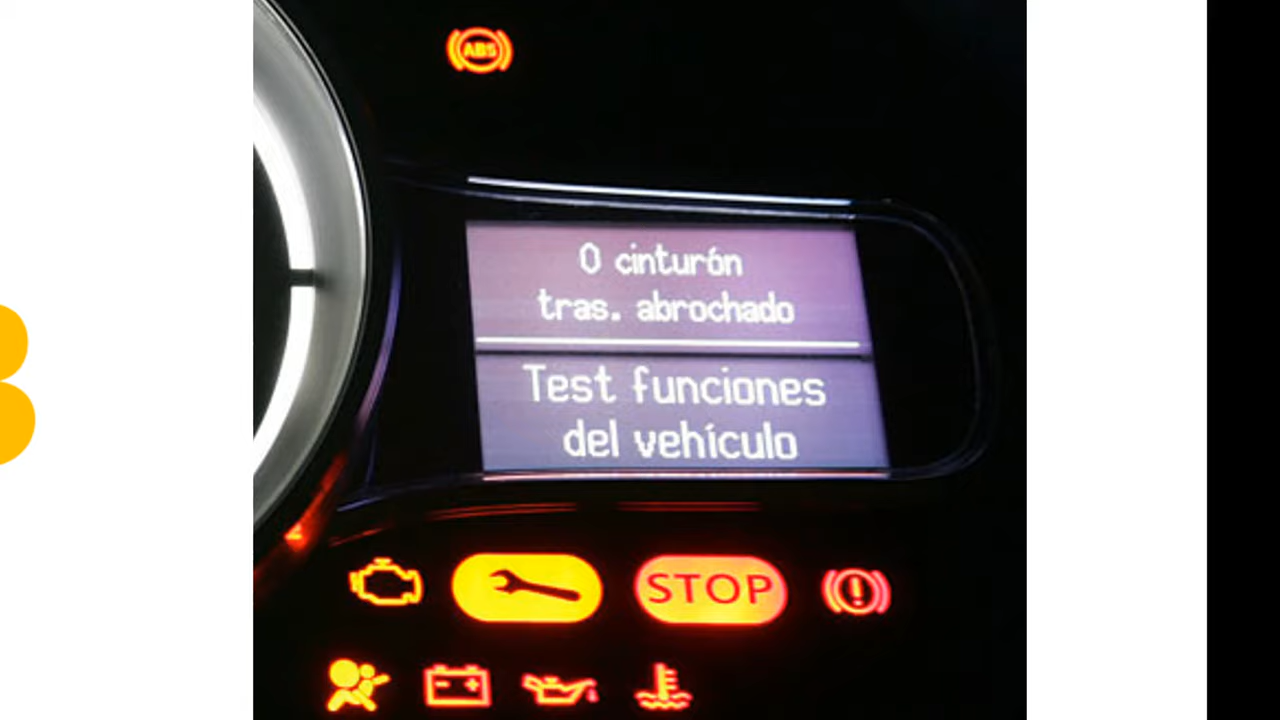 ABS
0 cinturón
tras. abrochado
Test funciones
del vehículo
STOP